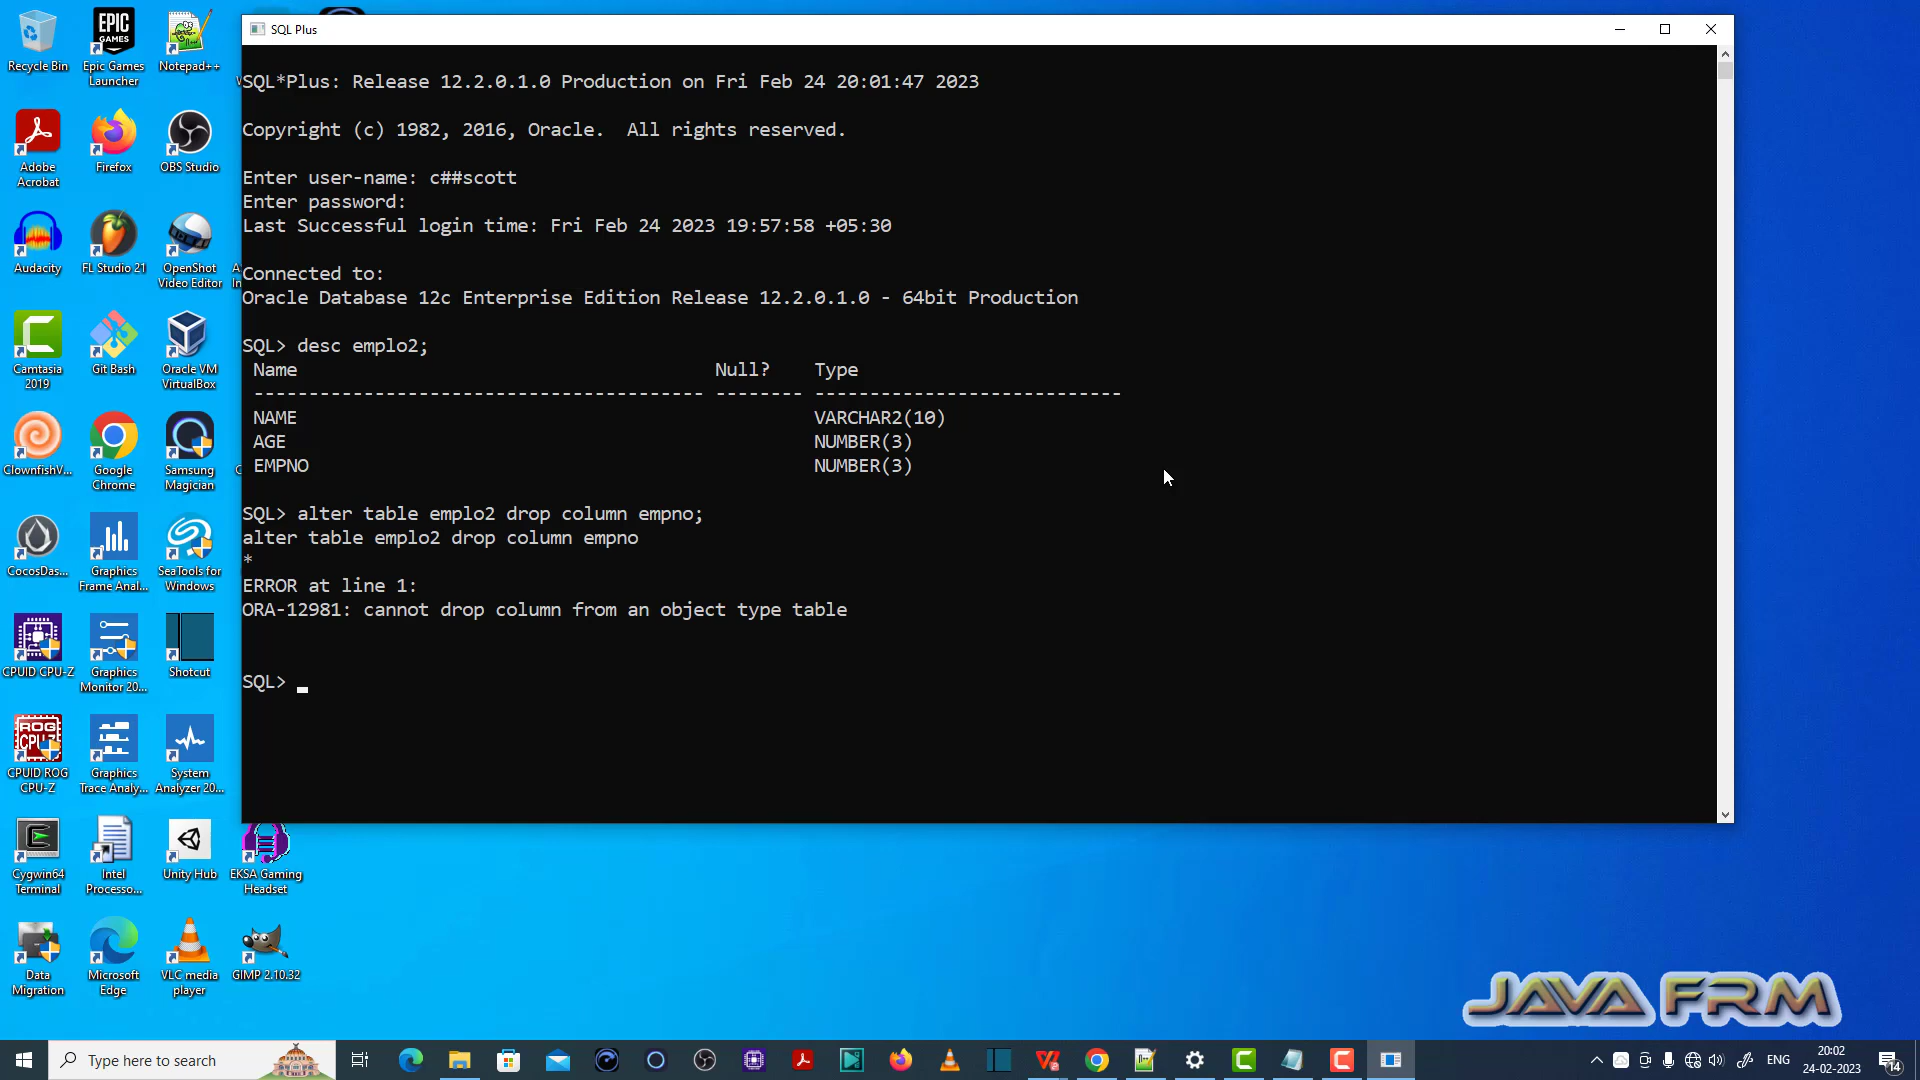 SQL Plus
SQL*Plus: Release 12.2.0.1.0 Production on Fri Feb 24 20:01:47 2023
Copyright (c) 1982, 2016, Oracle.  All rights reserved.
Enter user-name: c##scott
Enter password:
Last Successful login time: Fri Feb 24 2023 19:57:58 +05:30
Connected to:
Oracle Database 12c Enterprise Edition Release 12.2.0.1.0 - 64bit Production
SQL> desc emplo2;
Name Null? Type
----------------------------------------- -------- ----------------------------
NAME VARCHAR2(10)
AGE NUMBER(3)
EMPNO NUMBER(3)
SQL> alter table emplo2 drop column empno;
alter table emplo2 drop column empno
*
ERROR at line 1:
ORA-12981: cannot drop column from an object type table
SQL>
Recycle Bin
Epic Games
Launcher
EPIC
GAMES
Notepad++
Adobe
Acrobat
Firefox
OBS Studio
Audacity
FL Studio 21
OpenShot
Video Editor
Camtasia
2019
Git Bash
Oracle VM
VirtualBox
ClownfishV...
Google
Chrome
Samsung
Magician
CocosDas...
Graphics
Frame Anal...
SeaTools for
Windows
CPUID CPU-Z
Graphics
Monitor 20...
Shotcut
ROG
CPU-Z
CPUID ROG
CPU-Z
Graphics
Trace Analy...
System
Analyzer 20...
Cygwin64
Terminal
Intel
Processo...
Unity Hub
EKSA Gaming
Headset
Data
Migration
Microsoft
Edge
VLC media
player
GIMP 2.10.32
JAVA FRM
Type here to search
ENG
20:02
24-02-2023
14